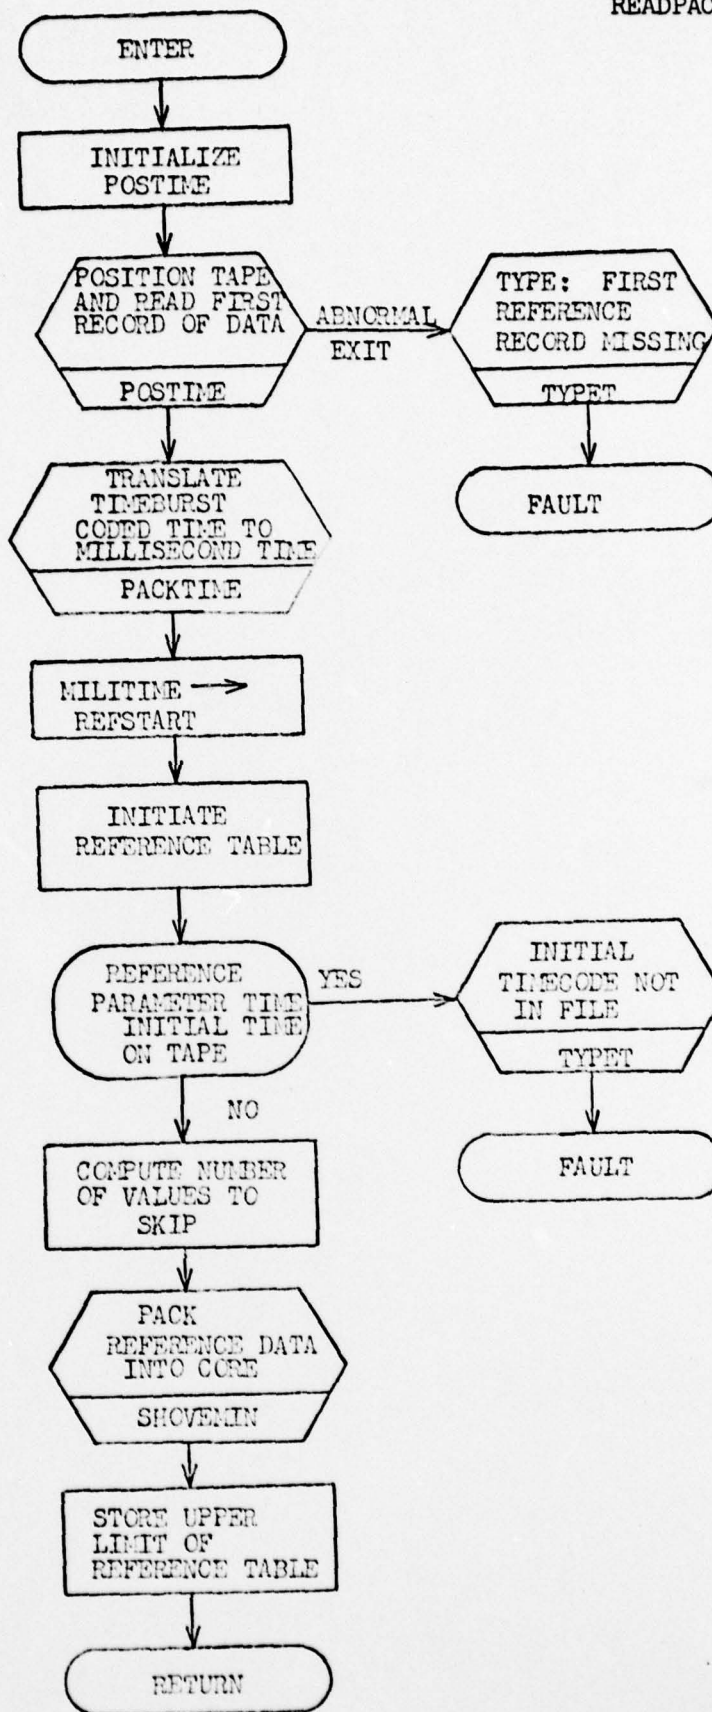 READPAC
ENTER
INITIALIZE
POSTIME
POSITION TAPE
AND READ FIRST
RECORD OF DATA
POSTIME
ABNORMAL
EXIT
TYPE: FIRST
REFERENCE
RECORD MISSING
TYPET
FAULT
TRANSLATE
TIMEBURST
CODED TIME TO
MILLISECOND TIME
PACKTIME
MILITIME →
REFSTART
INITIATE
REFERENCE TABLE
REFERENCE
PARAMETER TIME
INITIAL TIME
ON TAPE
YES
INITIAL
TIMECODE NOT
IN FILE
TYPET
FAULT
NO
COMPUTE NUMBER
OF VALUES TO
SKIP
PACK
REFERENCE DATA
INTO CORE
SHOVEMIN
STORE UPPER
LIMIT OF
REFERENCE TABLE
RETURN